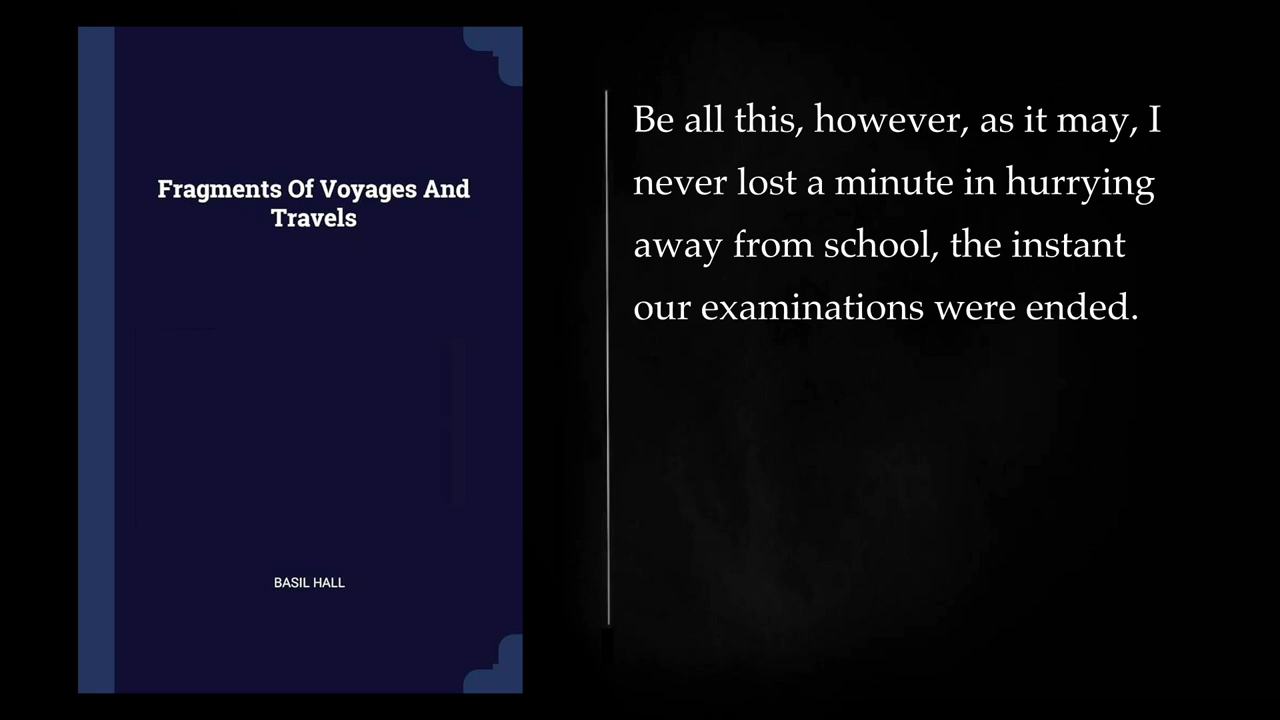 Fragments Of Voyages And
Travels
BASIL HALL
Be all this, however, as it may, I
never lost a minute in hurrying
away from school, the instant
our examinations were ended.